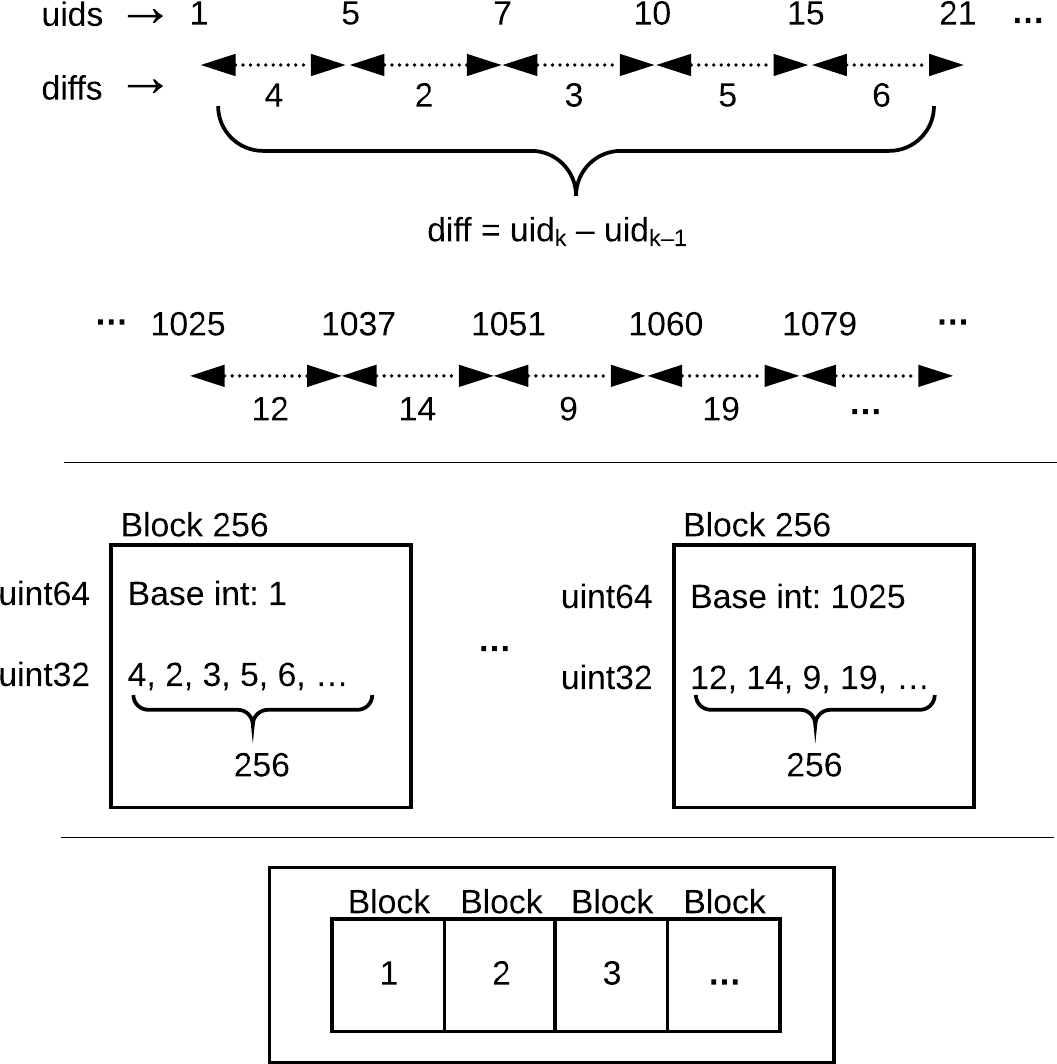 uids → 1 5 7 10 15 21 ...
diffs → 4 2 3 5 6
diff = uidₖ – uidₖ₋₁
... 1025 1037 1051 1060 1079 ...
12 14 9 19 ...
Block 256 Block 256
uint64 Base int: 1 uint64 Base int: 1025
...
uint32 4, 2, 3, 5, 6, ... uint32 12, 14, 9, 19, ...
256 256
Block Block Block Block
1 2 3 ...